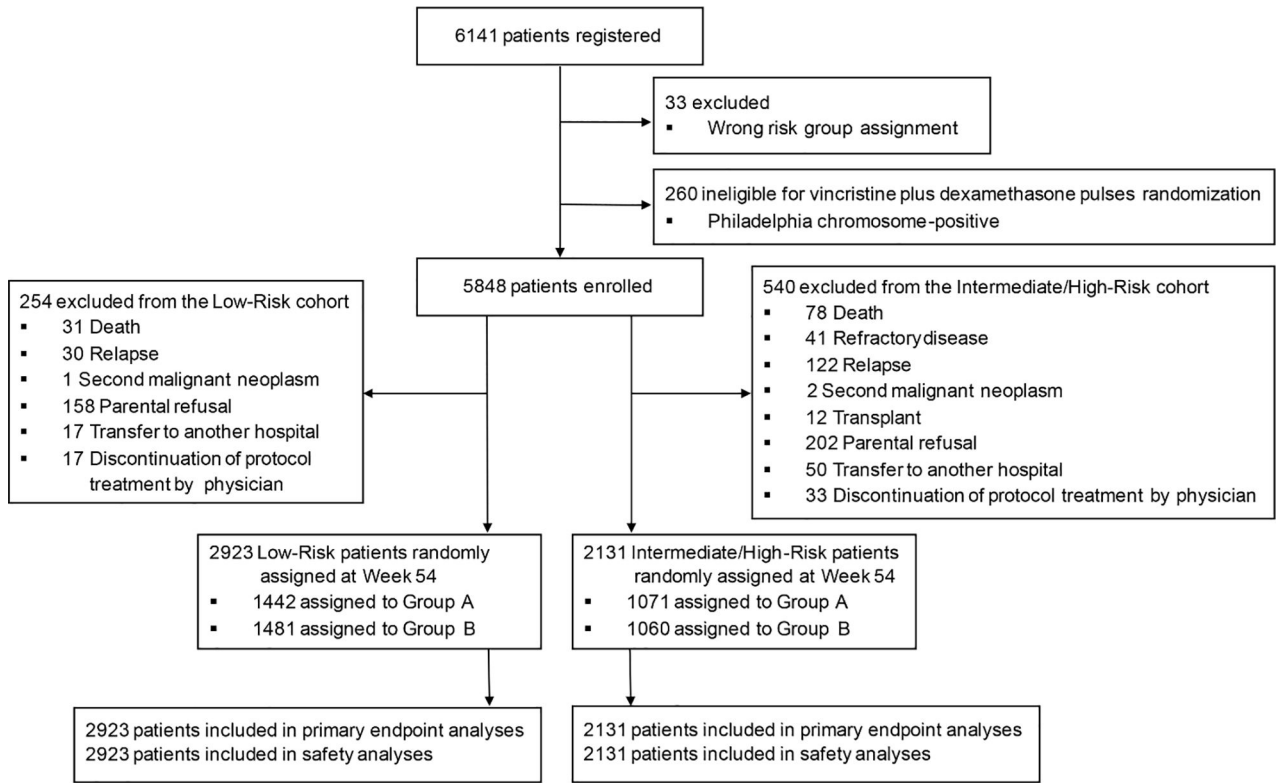 6141 patients registered
33 excluded
▪ Wrong risk group assignment
260 ineligible for vincristine plus dexamethasone pulses randomization
▪ Philadelphia chromosome-positive
5848 patients enrolled
254 excluded from the Low-Risk cohort
▪ 31 Death
▪ 30 Relapse
▪ 1 Second malignant neoplasm
▪ 158 Parental refusal
▪ 17 Transfer to another hospital
▪ 17 Discontinuation of protocol
treatment by physician
540 excluded from the Intermediate/High-Risk cohort
▪ 78 Death
▪ 41 Refractory disease
▪ 122 Relapse
▪ 2 Second malignant neoplasm
▪ 12 Transplant
▪ 202 Parental refusal
▪ 50 Transfer to another hospital
▪ 33 Discontinuation of protocol treatment by physician
2923 Low-Risk patients randomly
assigned at Week 54
▪ 1442 assigned to Group A
▪ 1481 assigned to Group B
2131 Intermediate/High-Risk patients
randomly assigned at Week 54
▪ 1071 assigned to Group A
▪ 1060 assigned to Group B
2923 patients included in primary endpoint analyses
2923 patients included in safety analyses
2131 patients included in primary endpoint analyses
2131 patients included in safety analyses